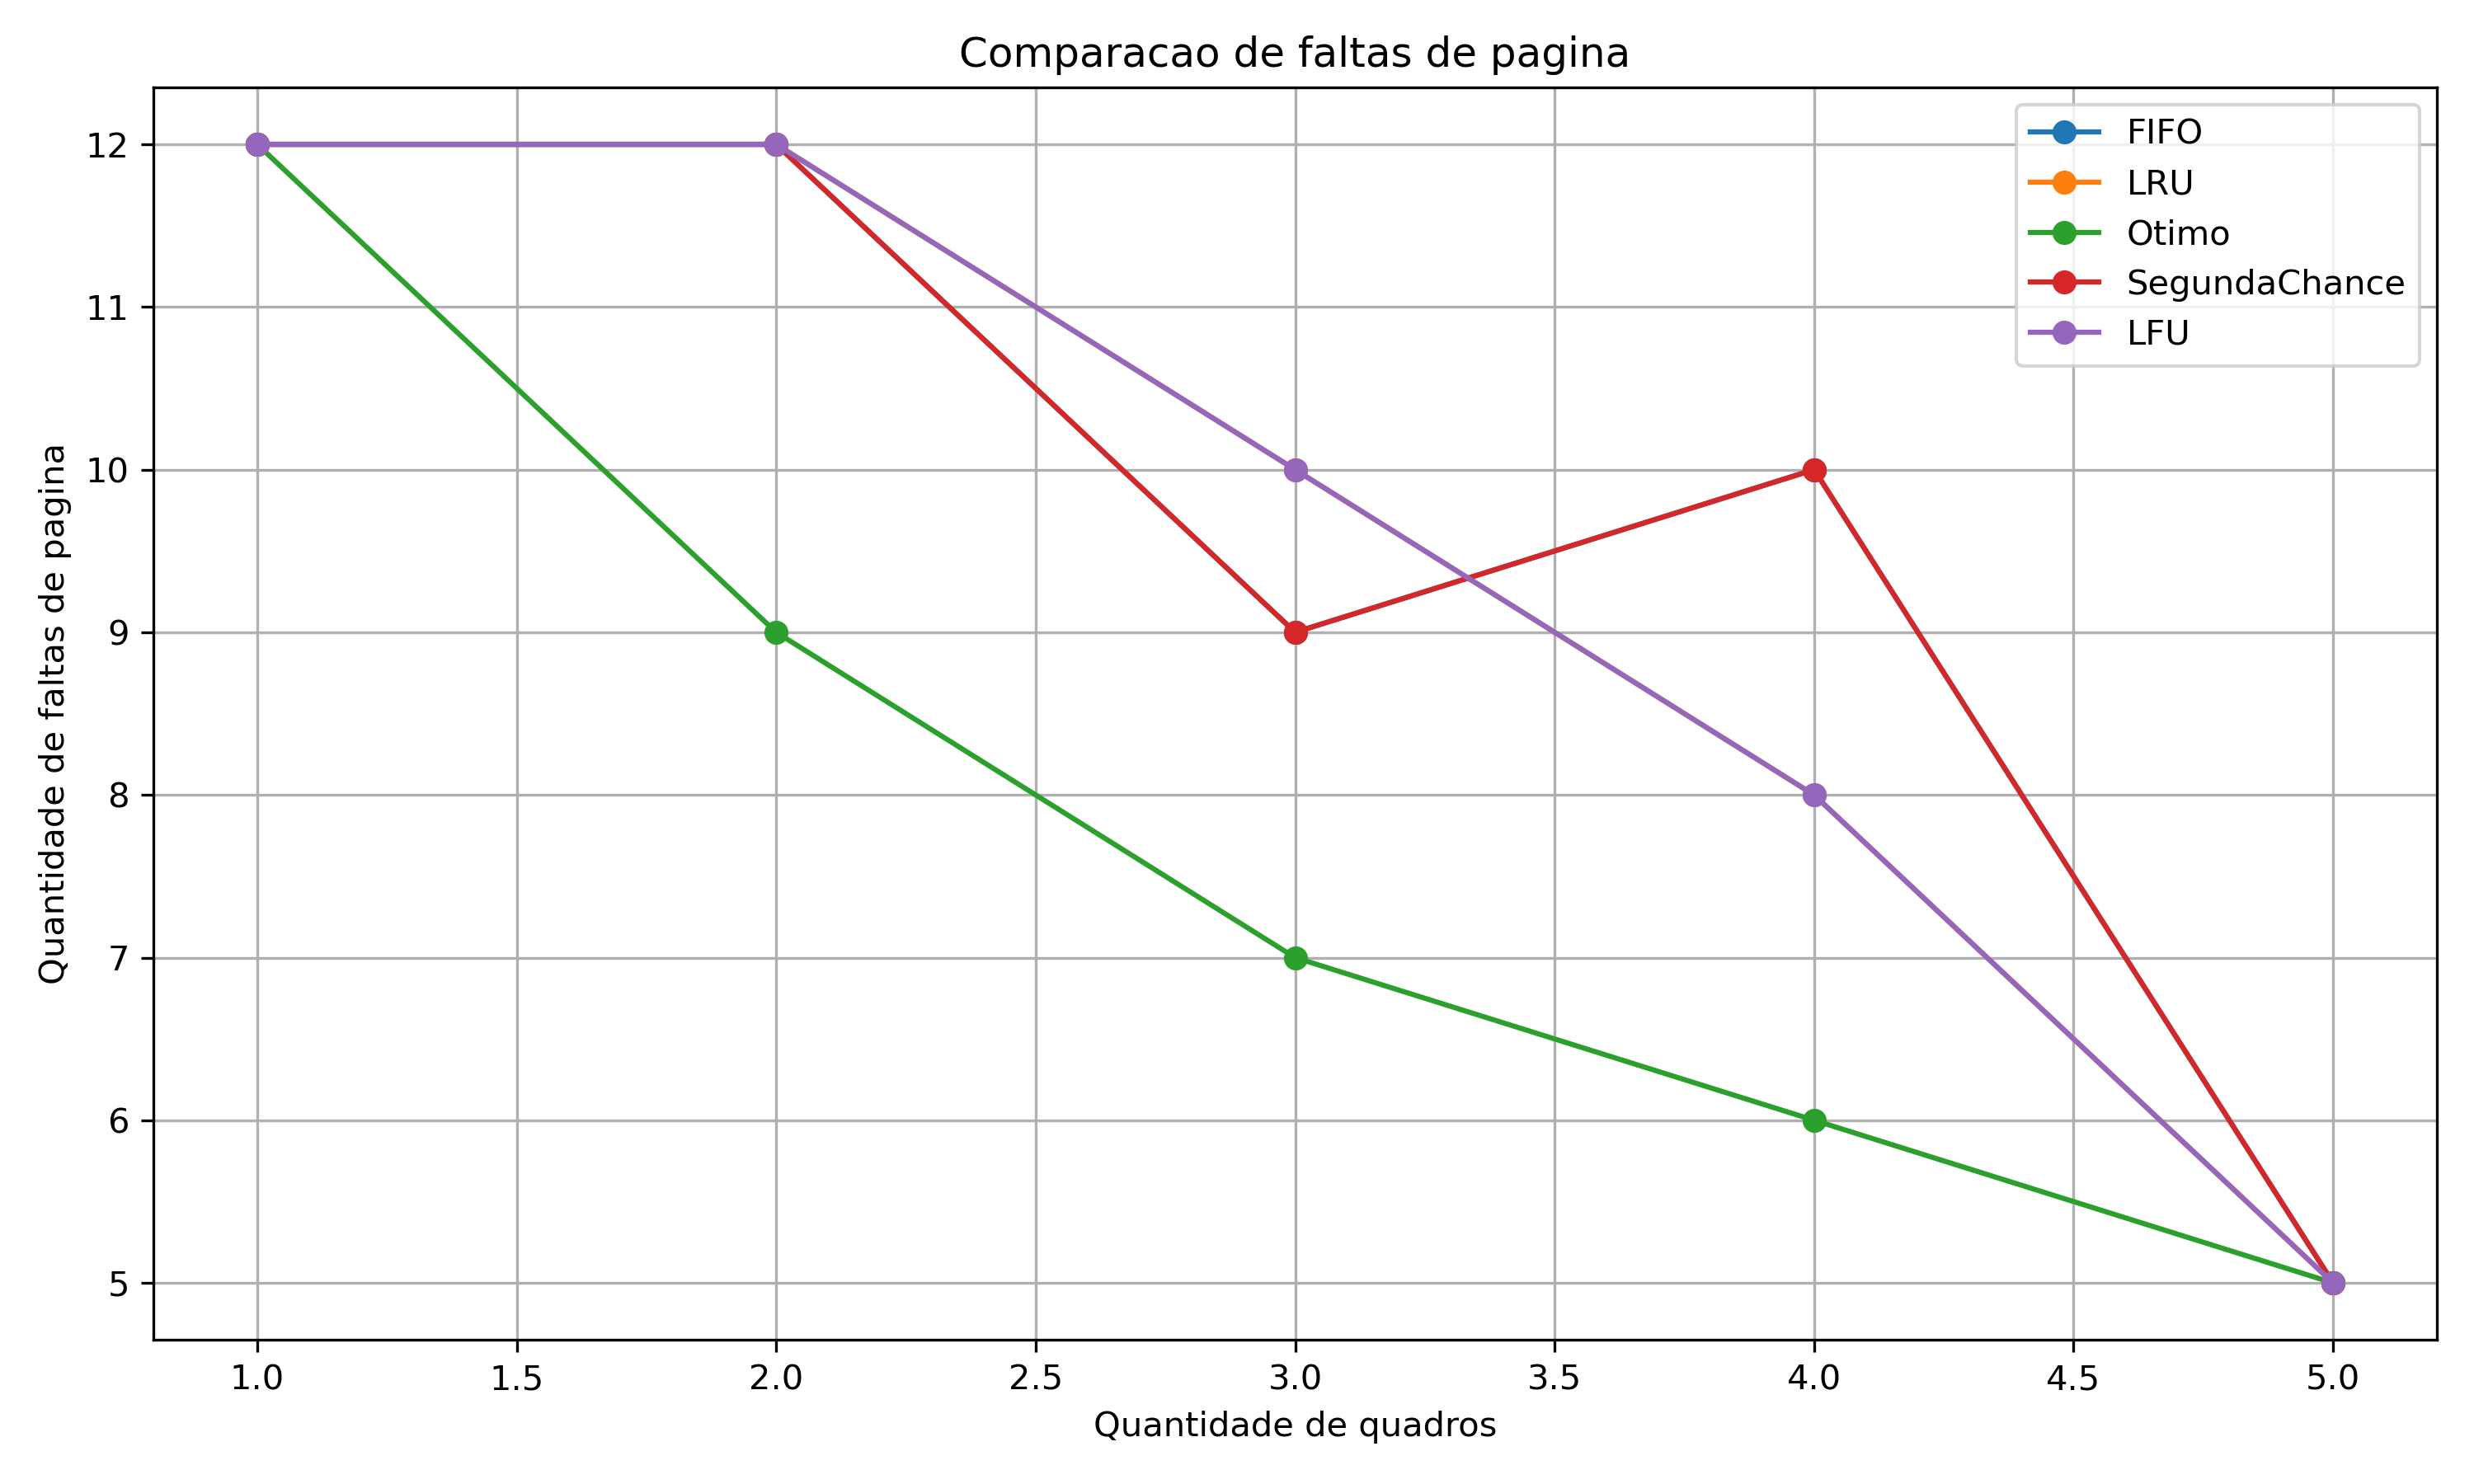 Comparacao de faltas de pagina
FIFO
LRU
Otimo
SegundaChance
LFU
Quantidade de faltas de pagina
12
11
10
9
8
7
6
5
1.0 1.5 2.0 2.5 3.0 3.5 4.0 4.5 5.0
Quantidade de quadros